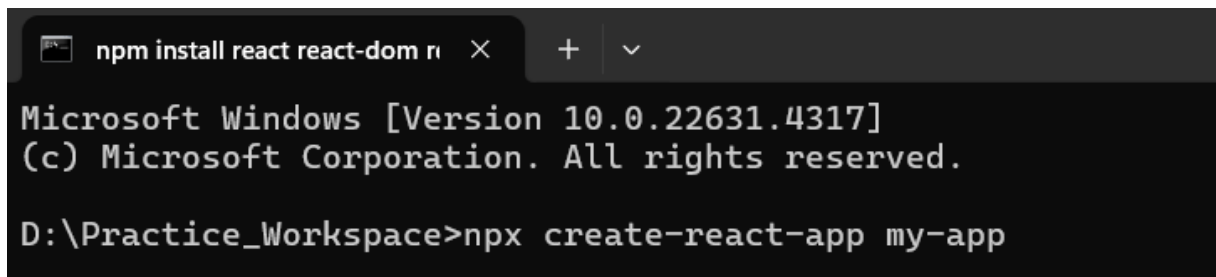 npm install react react-dom r
Microsoft Windows [Version 10.0.22631.4317]
(c) Microsoft Corporation. All rights reserved.
D:\Practice_Workspace>npx create-react-app my-app